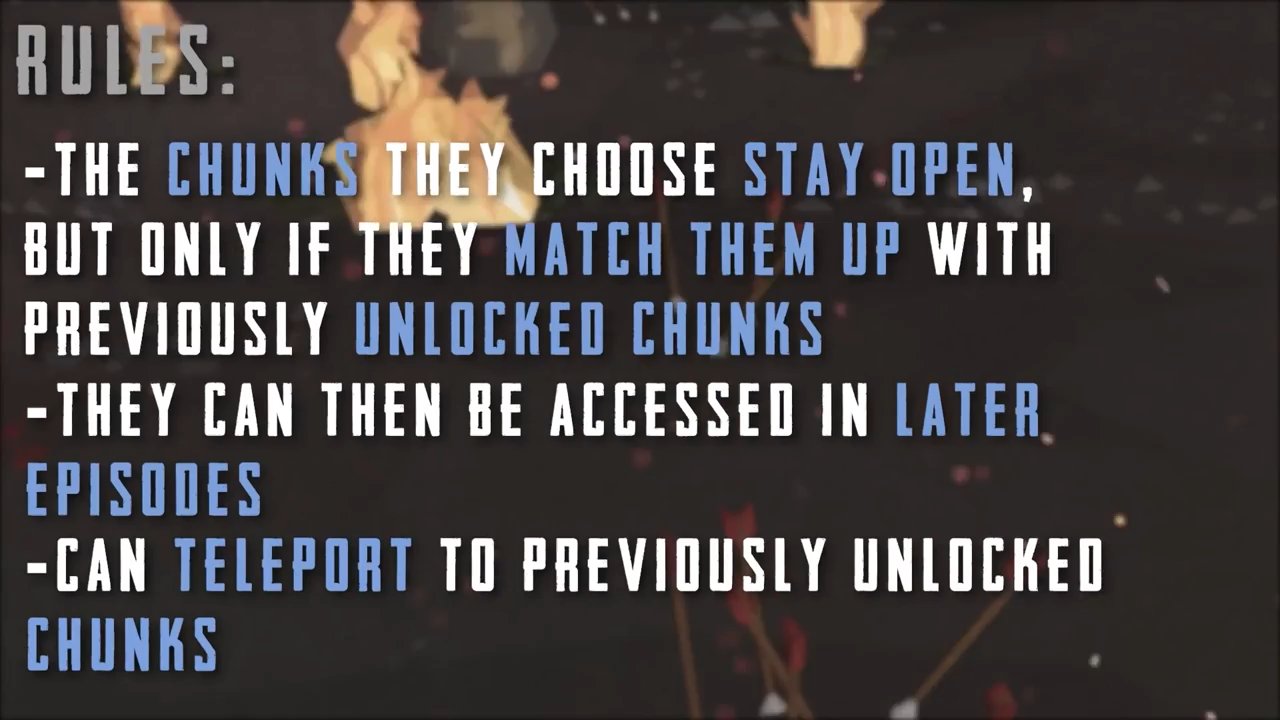 RULES:
-THE CHUNKS THEY CHOOSE STAY OPEN,
BUT ONLY IF THEY MATCH THEM UP WITH
PREVIOUSLY UNLOCKED CHUNKS
-THEY CAN THEN BE ACCESSED IN LATER
EPISODES
-CAN TELEPORT TO PREVIOUSLY UNLOCKED
CHUNKS